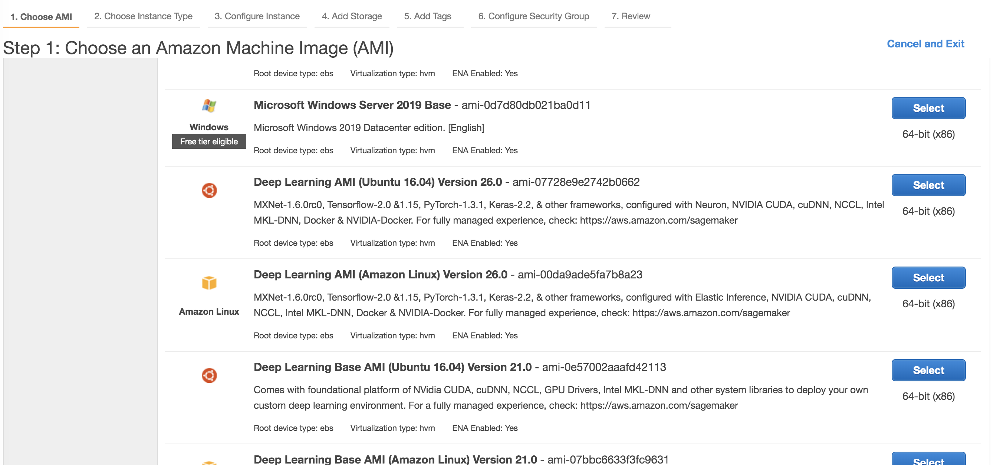 1. Choose AMI 2. Choose Instance Type 3. Configure Instance 4. Add Storage 5. Add Tags 6. Configure Security Group 7. Review
Step 1: Choose an Amazon Machine Image (AMI)
Cancel and Exit
Root device type: ebs Virtualization type: hvm ENA Enabled: Yes
Windows
Free tier eligible
Microsoft Windows Server 2019 Base - ami-0d7d80db021ba0d11
Microsoft Windows 2019 Datacenter edition. [English]
Root device type: ebs Virtualization type: hvm ENA Enabled: Yes
Select
64-bit (x86)
Deep Learning AMI (Ubuntu 16.04) Version 26.0 - ami-07728e9e2742b0662
MXNet-1.6.0rc0, Tensorflow-2.0 &1.15, PyTorch-1.3.1, Keras-2.2, & other frameworks, configured with Neuron, NVIDIA CUDA, cuDNN, NCCL, Intel
MKL-DNN, Docker & NVIDIA-Docker. For fully managed experience, check: https://aws.amazon.com/sagemaker
Root device type: ebs Virtualization type: hvm ENA Enabled: Yes
Select
64-bit (x86)
Amazon Linux
Deep Learning AMI (Amazon Linux) Version 26.0 - ami-00da9ade5fa7b8a23
MXNet-1.6.0rc0, Tensorflow-2.0 &1.15, PyTorch-1.3.1, Keras-2.2, & other frameworks, configured with Elastic Inference, NVIDIA CUDA, cuDNN,
NCCL, Intel MKL-DNN, Docker & NVIDIA-Docker. For fully managed experience, check: https://aws.amazon.com/sagemaker
Root device type: ebs Virtualization type: hvm ENA Enabled: Yes
Select
64-bit (x86)
Deep Learning Base AMI (Ubuntu 16.04) Version 21.0 - ami-0e57002aaafd42113
Comes with foundational platform of NVidia CUDA, cuDNN, NCCL, GPU Drivers, Intel MKL-DNN and other system libraries to deploy your own
custom deep learning environment. For a fully managed experience, check: https://aws.amazon.com/sagemaker
Root device type: ebs Virtualization type: hvm ENA Enabled: Yes
Select
64-bit (x86)
Deep Learning Base AMI (Amazon Linux) Version 21.0 - ami-07bbc6633f3fc9631
Select